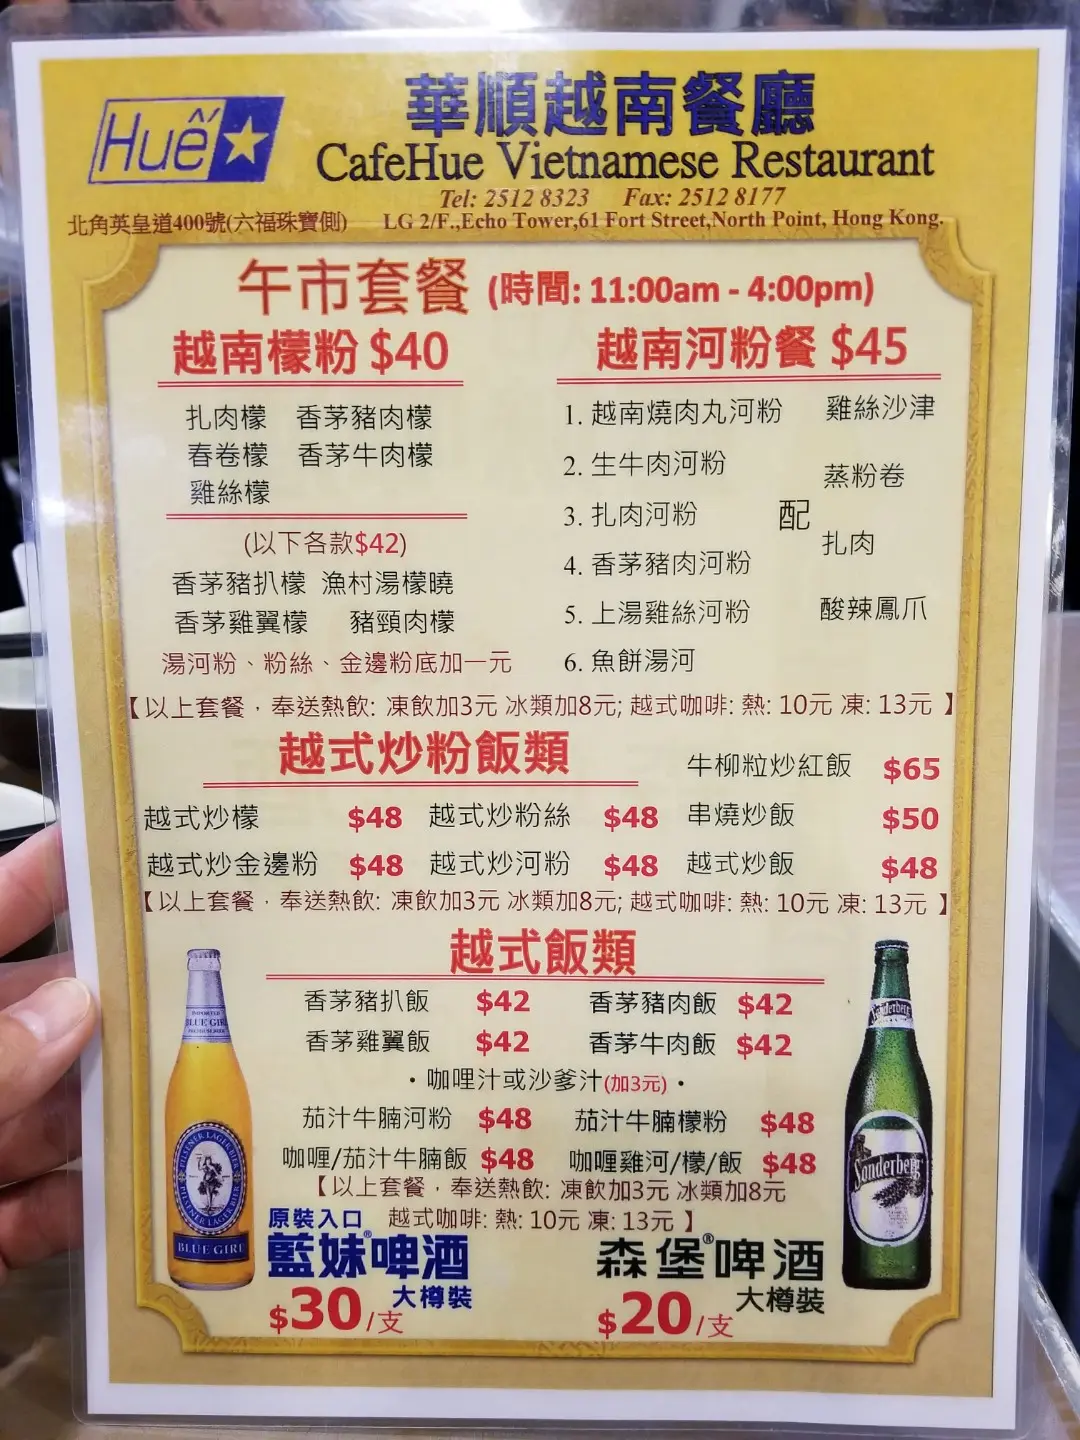 Huế
華順越南餐廳
CafeHue Vietnamese Restaurant
Tel: 2512 8323 Fax: 2512 8177
北角英皇道400號(六福珠寶側) LG 2/F.,Echo Tower,61 Fort Street,North Point, Hong Kong.
午市套餐 (時間: 11:00am - 4:00pm)
越南檬粉 $40
扎肉檬 香茅豬肉檬
春卷檬 香茅牛肉檬
雞絲檬
(以下各款$42)
香茅豬扒檬 漁村湯檬曉
香茅雞翼檬 豬頸肉檬
湯河粉、粉絲、金邊粉底加一元
越南河粉餐 $45
1. 越南燒肉丸河粉
2. 生牛肉河粉
3. 扎肉河粉
4. 香茅豬肉河粉
5. 上湯雞絲河粉
6. 魚餅湯河
配
雞絲沙津
蒸粉卷
扎肉
酸辣鳳爪
【以上套餐，奉送熱飲: 凍飲加3元 冰類加8元; 越式咖啡: 熱: 10元 凍: 13元 】
越式炒粉飯類
牛柳粒炒紅飯 $65
越式炒檬 $48 越式炒粉絲 $48 串燒炒飯 $50
越式炒金邊粉 $48 越式炒河粉 $48 越式炒飯 $48
【以上套餐，奉送熱飲: 凍飲加3元 冰類加8元; 越式咖啡: 熱: 10元 凍: 13元 】
越式飯類
香茅豬扒飯 $42 香茅豬肉飯 $42
香茅雞翼飯 $42 香茅牛肉飯 $42
・咖哩汁或沙爹汁(加3元)・
茄汁牛腩河粉 $48 茄汁牛腩檬粉 $48
咖喱/茄汁牛腩飯 $48 咖喱雞河/檬/飯 $48
【以上套餐，奉送熱飲: 凍飲加3元 冰類加8元
越式咖啡: 熱: 10元 凍: 13元 】
原裝入口
藍妹®啤酒
大樽裝
$30/支
森堡®啤酒
大樽裝
$20/支
IMPORTED
BLUE GIRL
PILSENER LAGER BIER
BLUE GIRL
Sanderberg
Sanderberg